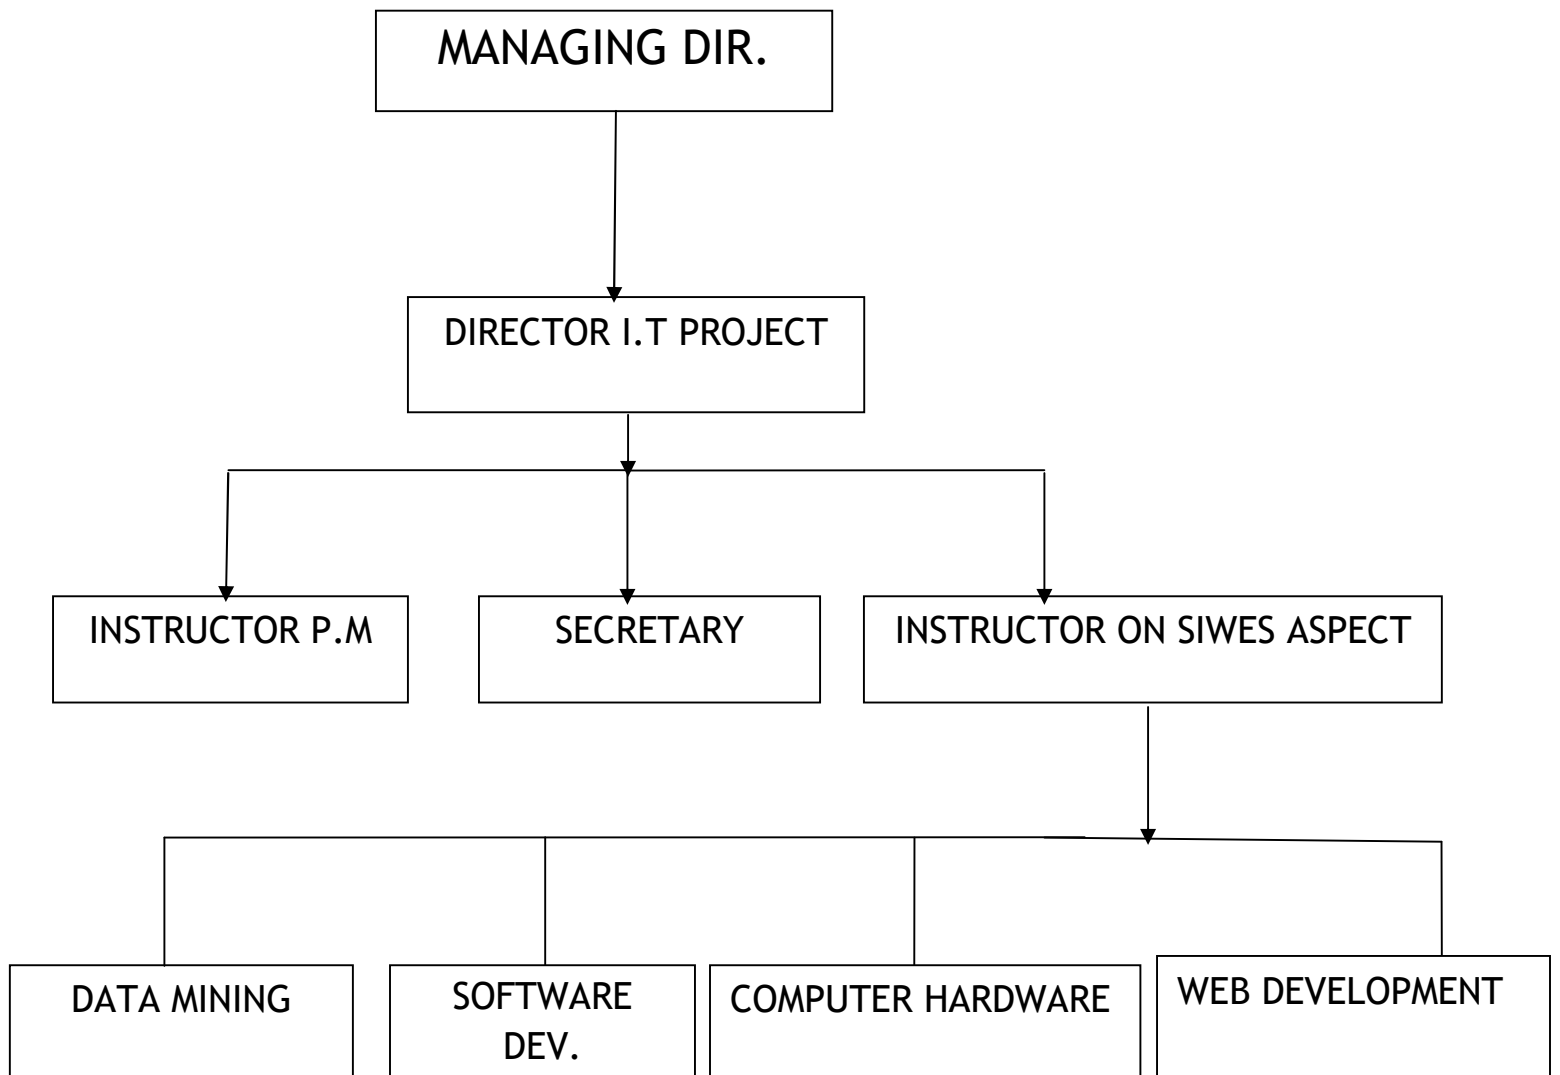 MANAGING DIR.
DIRECTOR I.T PROJECT
INSTRUCTOR P.M
SECRETARY
INSTRUCTOR ON SIWES ASPECT
DATA MINING
SOFTWARE
DEV.
COMPUTER HARDWARE
WEB DEVELOPMENT